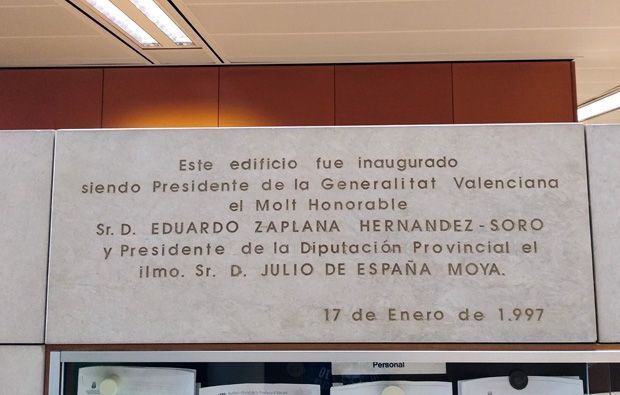 Este edificio fue inaugurado
siendo Presidente de la Generalitat Valenciana
el Molt Honorable
Sr. D. EDUARDO ZAPLANA HERNANDEZ-SORO
y Presidente de la Diputación Provincial el
ilmo. Sr. D. JULIO DE ESPAÑA MOYA.
17 de Enero de 1.997
Personal